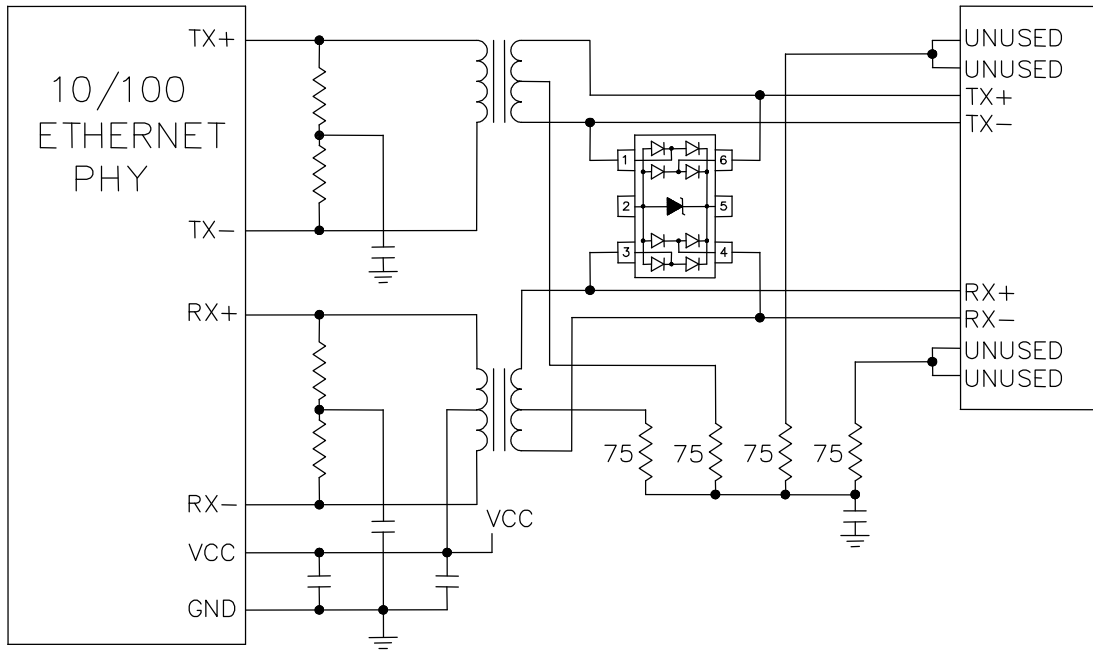 10/100
ETHERNET
PHY
TX+
TX-
RX+
RX-
VCC
GND
VCC
1
2
3
6
5
4
75
75
75
75
UNUSED
UNUSED
TX+
TX-
RX+
RX-
UNUSED
UNUSED